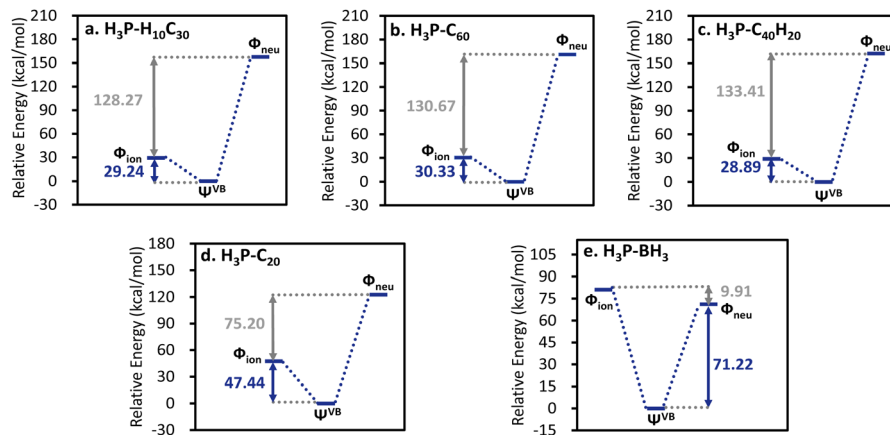 a. H₃P-H₁₀C₃₀
Relative Energy (kcal/mol)
210
180
150
120
90
60
30
0
-30
Φneu
128.27
Φion
29.24
Ψ^VB
b. H₃P-C₆₀
Relative Energy (kcal/mol)
210
180
150
120
90
60
30
0
-30
Φneu
130.67
Φion
30.33
Ψ^VB
c. H₃P-C₄₀H₂₀
Relative Energy (kcal/mol)
210
180
150
120
90
60
30
0
-30
Φneu
133.41
Φion
28.89
Ψ^VB
d. H₃P-C₂₀
Relative Energy (kcal/mol)
180
150
120
90
60
30
0
-30
Φneu
75.20
Φion
47.44
Ψ^VB
e. H₃P-BH₃
Relative Energy (kcal/mol)
105
90
75
60
45
30
15
0
-15
Φion
9.91
Φneu
71.22
Ψ^VB